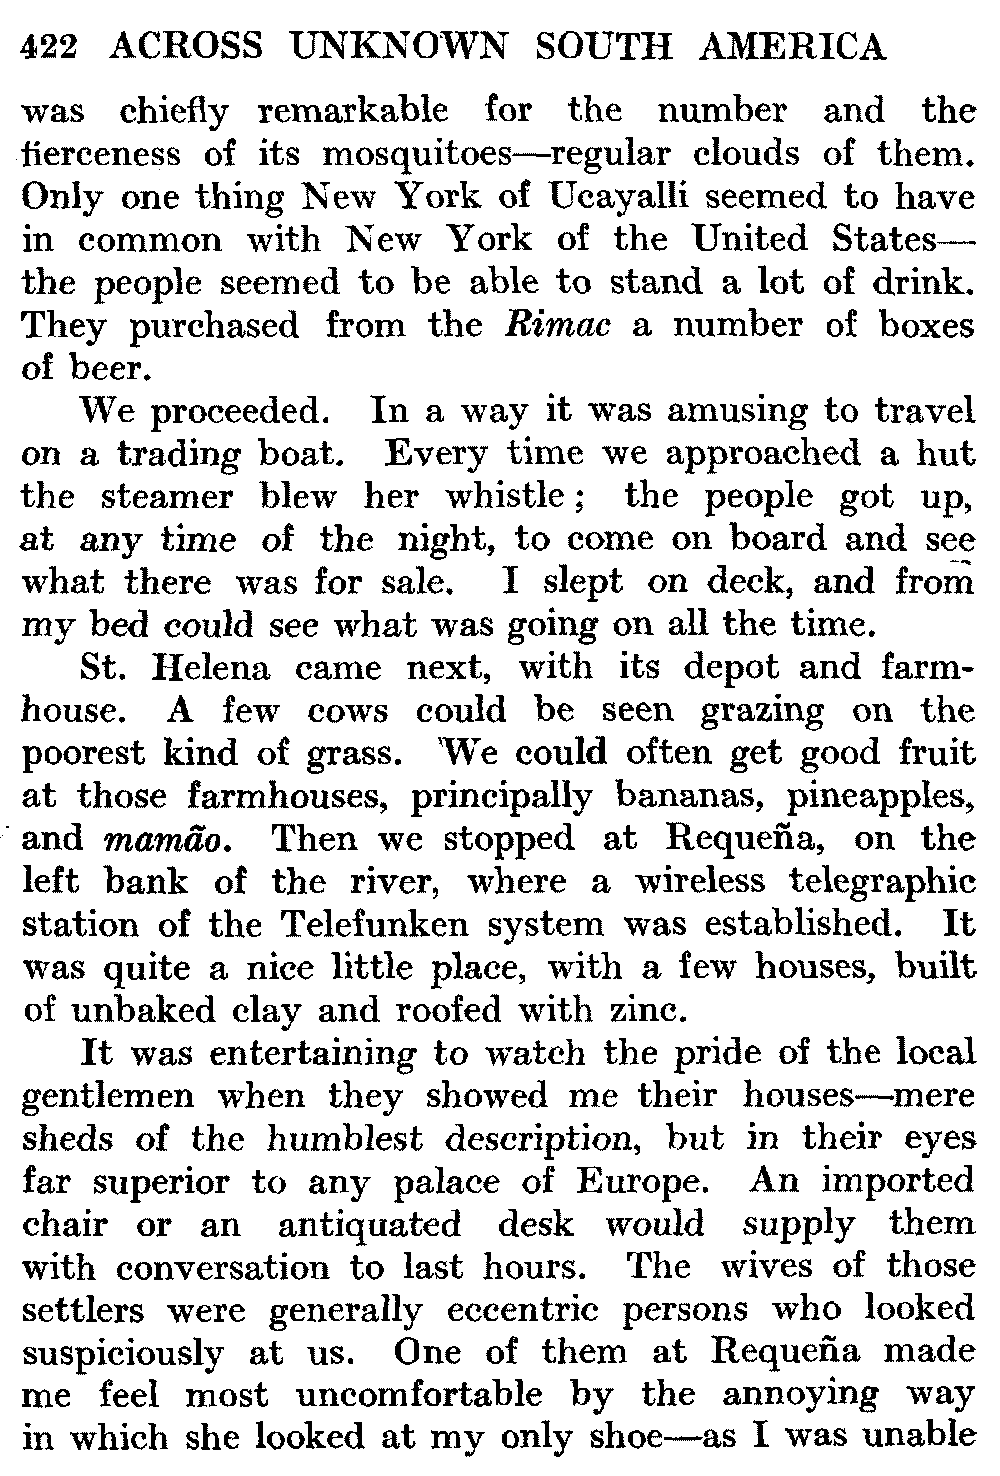 422 ACROSS UNKNOWN SOUTH AMERICA
was chiefly remarkable for the number and the
fierceness of its mosquitoes—regular clouds of them.
Only one thing New York of Ucayalli seemed to have
in common with New York of the United States—
the people seemed to be able to stand a lot of drink.
They purchased from the Rimac a number of boxes
of beer.
We proceeded. In a way it was amusing to travel
on a trading boat. Every time we approached a hut
the steamer blew her whistle; the people got up,
at any time of the night, to come on board and see
what there was for sale. I slept on deck, and from
my bed could see what was going on all the time.
St. Helena came next, with its depot and farm-
house. A few cows could be seen grazing on the
poorest kind of grass. We could often get good fruit
at those farmhouses, principally bananas, pineapples,
and mamão. Then we stopped at Requeña, on the
left bank of the river, where a wireless telegraphic
station of the Telefunken system was established. It
was quite a nice little place, with a few houses, built
of unbaked clay and roofed with zinc.
It was entertaining to watch the pride of the local
gentlemen when they showed me their houses—mere
sheds of the humblest description, but in their eyes
far superior to any palace of Europe. An imported
chair or an antiquated desk would supply them
with conversation to last hours. The wives of those
settlers were generally eccentric persons who looked
suspiciously at us. One of them at Requeña made
me feel most uncomfortable by the annoying way
in which she looked at my only shoe—as I was unable